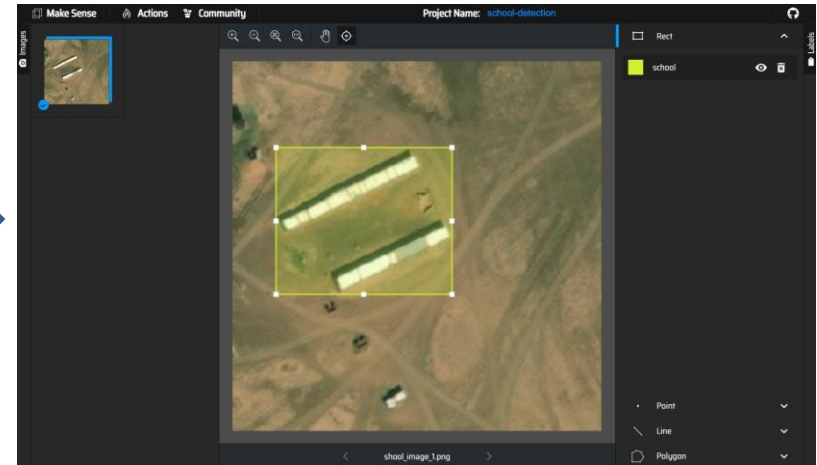 Make Sense
Actions
Community
Project Name: school-detection
Images
Rect
school
Labels
shool_image_1.png
Point
Line
Polygon